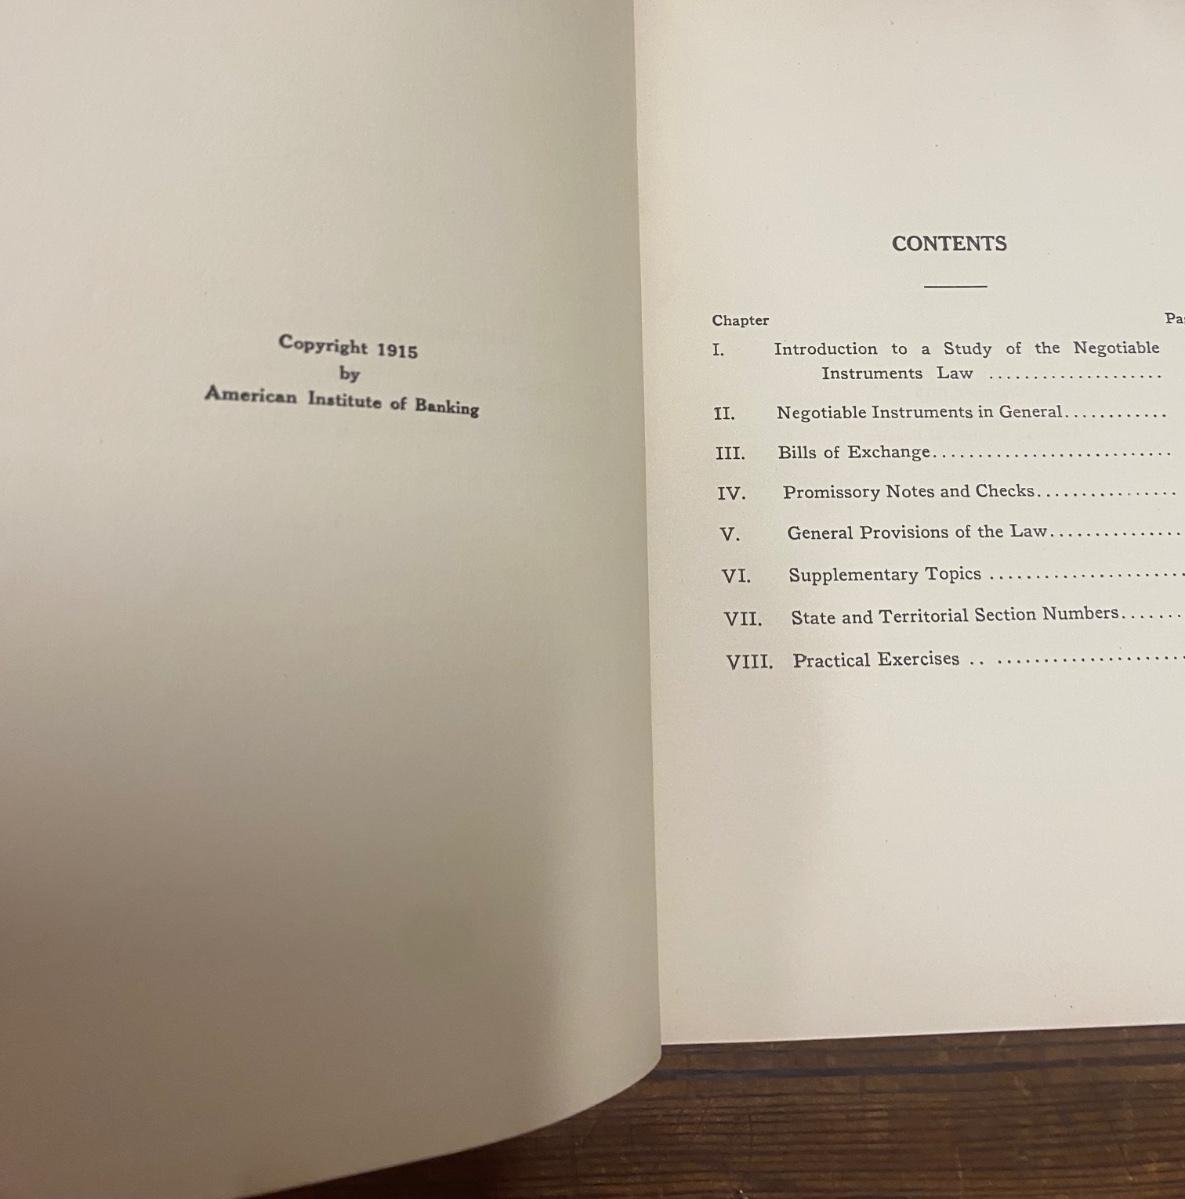 Copyright 1915
by
American Institute of Banking
CONTENTS
Chapter
I. Introduction to a Study of the Negotiable
Instruments Law ....................
II. Negotiable Instruments in General............
III. Bills of Exchange...........................
IV. Promissory Notes and Checks................
V. General Provisions of the Law...............
VI. Supplementary Topics ......................
VII. State and Territorial Section Numbers.......
VIII. Practical Exercises .. .....................